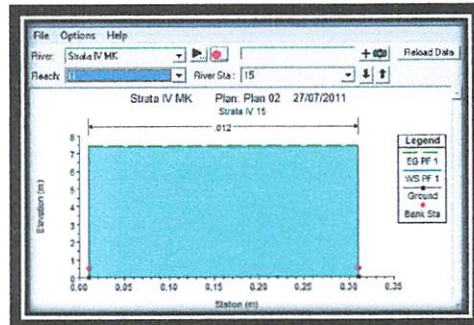 File Options Help
River: Strata IV MK Reload Data
Reach: River Sta.: 15
Strata IV MK Plan: Plan 02 27/07/2011
Strata IV 15
.012
Legend
EG PF 1
WS PF 1
Ground
Bank Sta
Elevation (m)
8
7
6
5
4
3
2
1
0
0.00 0.05 0.10 0.15 0.20 0.25 0.30 0.35
Station (m)